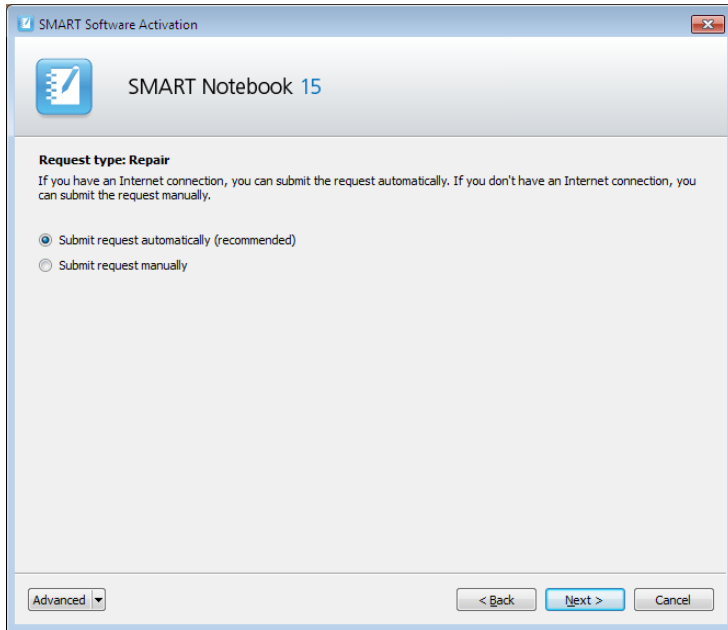 SMART Software Activation
SMART Notebook 15
Request type: Repair
If you have an Internet connection, you can submit the request automatically. If you don't have an Internet connection, you
can submit the request manually.
Submit request automatically (recommended)
Submit request manually
Advanced
< Back
Next >
Cancel